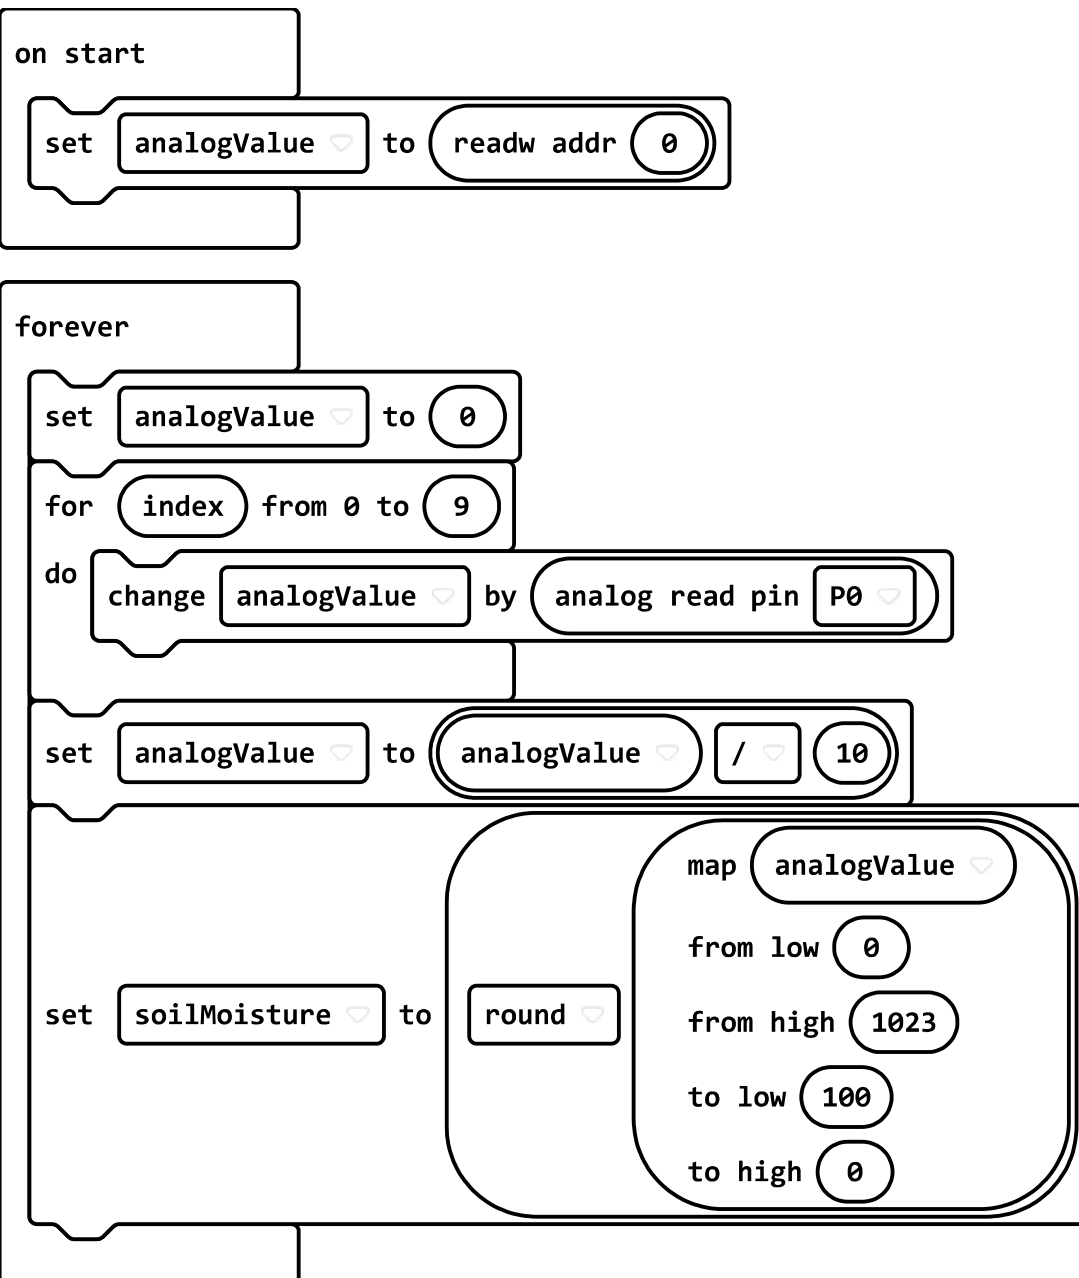 on start
set analogValue to readw addr 0
forever
set analogValue to 0
for index from 0 to 9
do change analogValue by analog read pin P0
set analogValue to analogValue / 10
set soilMoisture to round map analogValue
from low 0
from high 1023
to low 100
to high 0